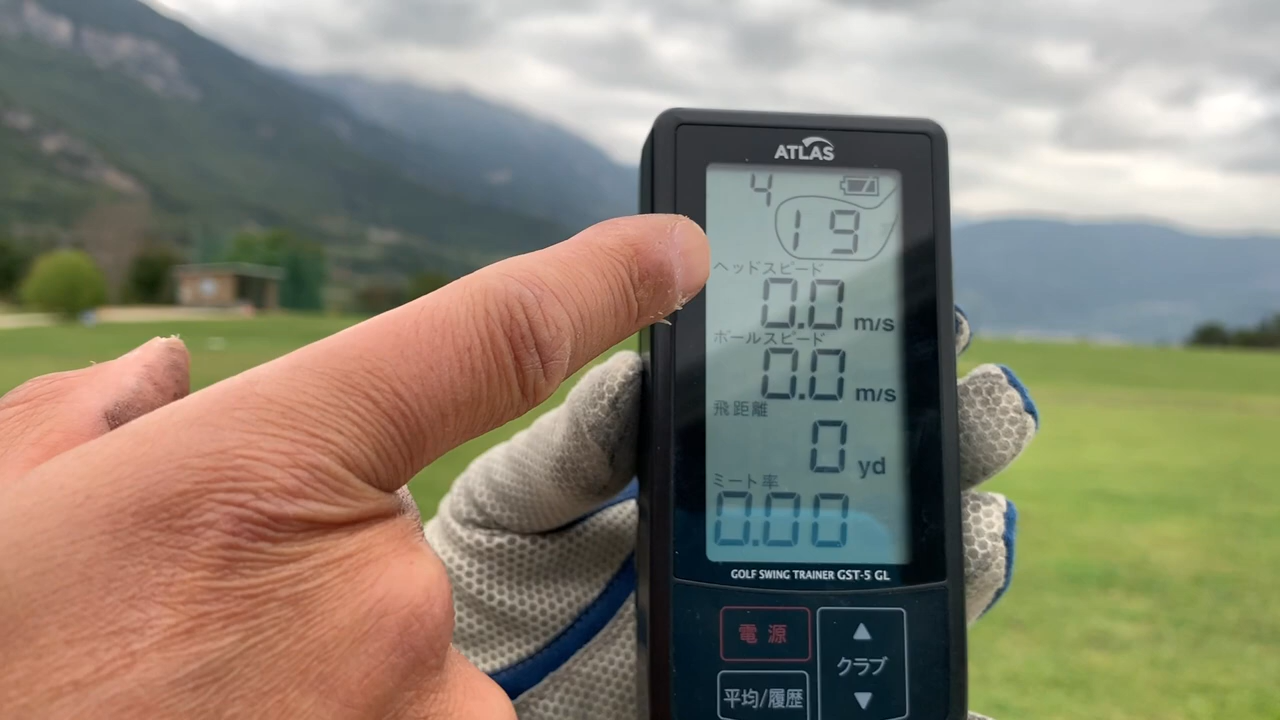 ATLAS
4
19
ヘッドスピード
0.0 m/s
ボールスピード
0.0 m/s
飛距離
0 yd
ミート率
0.00
GOLF SWING TRAINER GST-5 GL
電源
▲
クラブ
▼
平均/履歴